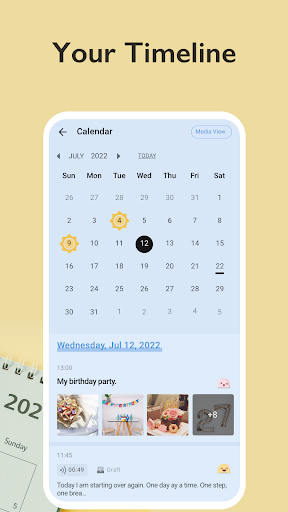 Your Timeline
Calendar
Media View
JULY 2022 TODAY
Sun Mon Tue Wed Thu Fri Sat
26 27 28 29 30 31 1
2 3 4 5 6 7 8
9 10 11 12 13 14 15
16 17 18 19 20 21 22
23 24 25 26 27 28 29
30 31 1 2 3 4 5
Wednesday, Jul 12, 2022
13:00
My birthday party.
27
+8
11:45
00:49 Draft
Today I am starting over again. One day ay a time. One step,
one brea...
202
Sunday
5